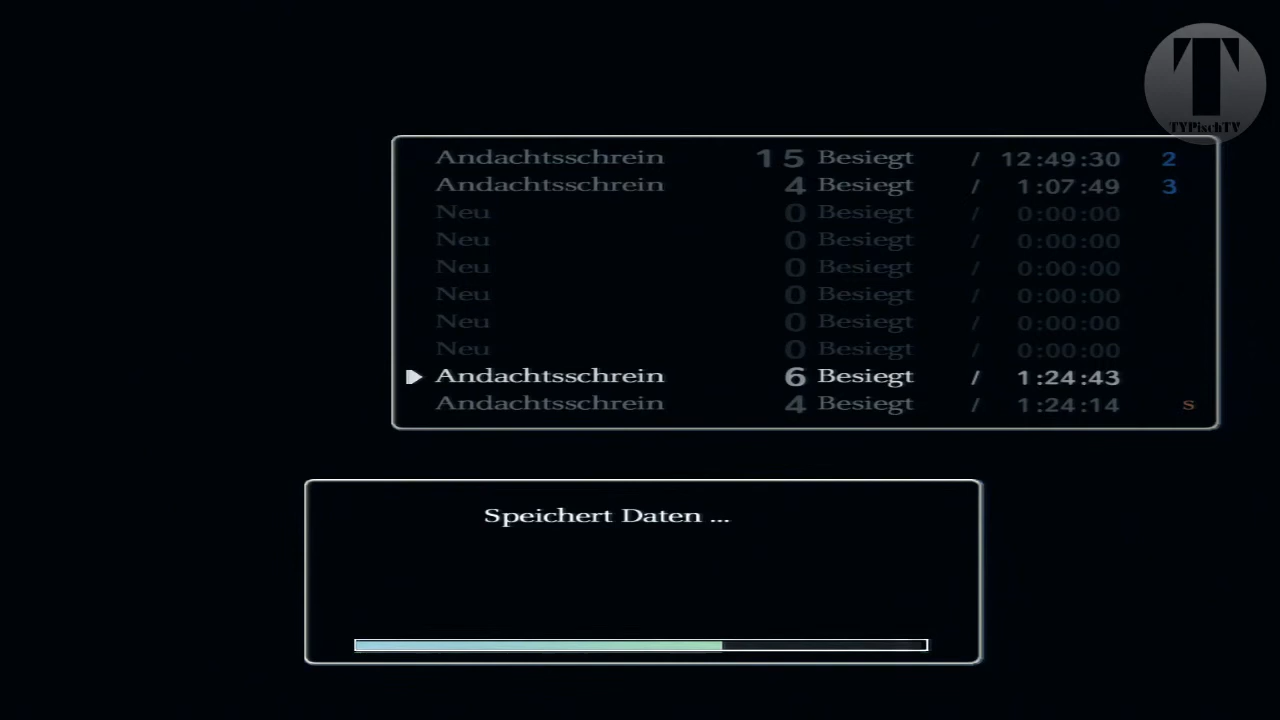 T
TYPischTV
Andachtsschrein 15 Besiegt / 12:49:30 2
Andachtsschrein 4 Besiegt / 1:07:49 3
Neu 0 Besiegt / 0:00:00
Neu 0 Besiegt / 0:00:00
Neu 0 Besiegt / 0:00:00
Neu 0 Besiegt / 0:00:00
Neu 0 Besiegt / 0:00:00
Neu 0 Besiegt / 0:00:00
Andachtsschrein 6 Besiegt / 1:24:43
Andachtsschrein 4 Besiegt / 1:24:14 s
Speichert Daten ...